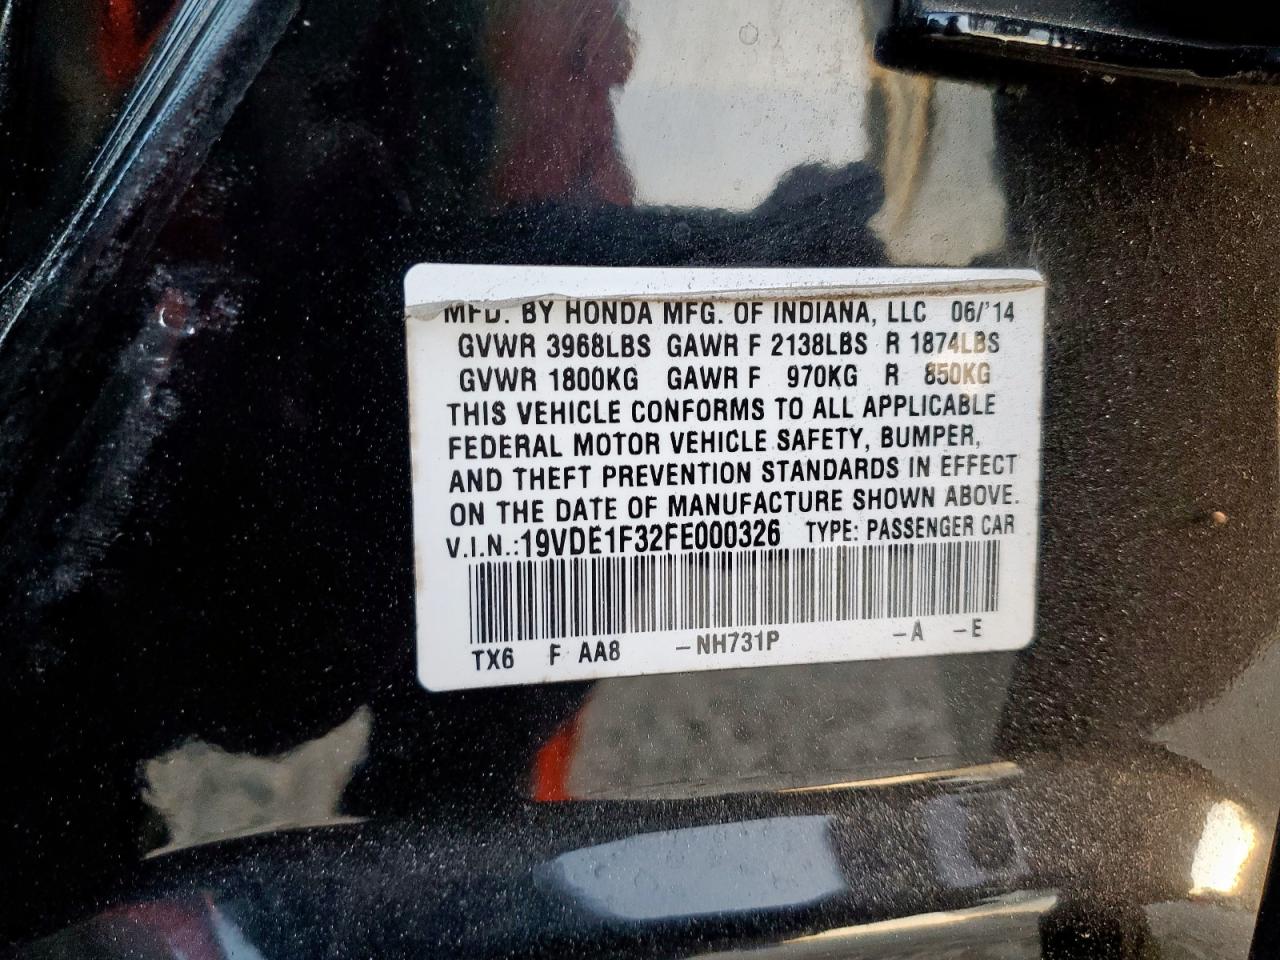 MFD. BY HONDA MFG. OF INDIANA, LLC 06/'14
GVWR 3968LBS GAWR F 2138LBS R 1874LBS
GVWR 1800KG GAWR F 970KG R 850KG
THIS VEHICLE CONFORMS TO ALL APPLICABLE
FEDERAL MOTOR VEHICLE SAFETY, BUMPER,
AND THEFT PREVENTION STANDARDS IN EFFECT
ON THE DATE OF MANUFACTURE SHOWN ABOVE.
V.I.N.:19VDE1F32FE000326 TYPE: PASSENGER CAR
TX6 F AA8 -NH731P -A -E